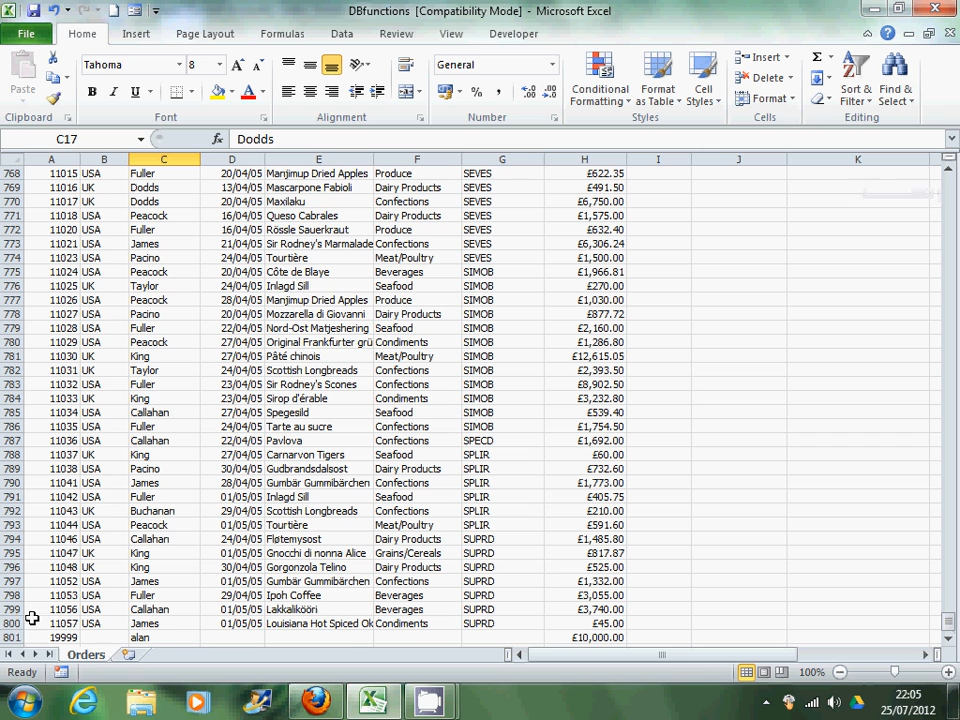 DBfunctions [Compatibility Mode] - Microsoft Excel
File Home Insert Page Layout Formulas Data Review View Developer
Paste
Tahoma 8
B I U
General
Conditional Formatting
Format as Table
Cell Styles
Insert
Delete
Format
Sort & Filter
Find & Select
Clipboard Font Alignment Number Styles Cells Editing
C17 fx Dodds
A B C D E F G H I J K
768 11015 USA Fuller 20/04/05 Manjimup Dried Apples Produce SEVES £622.35
769 11016 UK Dodds 13/04/05 Mascarpone Fabioli Dairy Products SEVES £491.50
770 11017 UK Dodds 20/04/05 Maxilaku Confections SEVES £6,750.00
771 11018 USA Peacock 16/04/05 Queso Cabrales Dairy Products SEVES £1,575.00
772 11020 USA Fuller 16/04/05 Rössle Sauerkraut Produce SEVES £632.40
773 11021 USA James 21/04/05 Sir Rodney's Marmalade Confections SEVES £6,306.24
774 11023 USA Pacino 24/04/05 Tourtière Meat/Poultry SEVES £1,500.00
775 11024 USA Peacock 20/04/05 Côte de Blaye Beverages SIMOB £1,966.81
776 11025 UK Taylor 24/04/05 Inlagd Sill Seafood SIMOB £270.00
777 11026 USA Peacock 28/04/05 Manjimup Dried Apples Produce SIMOB £1,030.00
778 11027 USA Pacino 20/04/05 Mozzarella di Giovanni Dairy Products SIMOB £877.72
779 11028 USA Fuller 22/04/05 Nord-Ost Matjeshering Seafood SIMOB £2,160.00
780 11029 USA Peacock 27/04/05 Original Frankfurter grü Condiments SIMOB £1,286.80
781 11030 UK King 27/04/05 Pâté chinois Meat/Poultry SIMOB £12,615.05
782 11031 UK Taylor 24/04/05 Scottish Longbreads Confections SIMOB £2,393.50
783 11032 USA Fuller 23/04/05 Sir Rodney's Scones Confections SIMOB £8,902.50
784 11033 UK King 23/04/05 Sirop d'érable Condiments SIMOB £3,232.80
785 11034 USA Callahan 27/04/05 Spegesild Seafood SIMOB £539.40
786 11035 USA Fuller 24/04/05 Tarte au sucre Confections SIMOB £1,754.50
787 11036 USA Callahan 22/04/05 Pavlova Confections SPECD £1,692.00
788 11037 UK King 27/04/05 Carnarvon Tigers Seafood SPLIR £60.00
789 11038 USA Pacino 30/04/05 Gudbrandsdalsost Dairy Products SPLIR £732.60
790 11041 USA James 28/04/05 Gumbär Gummibärchen Confections SPLIR £1,773.00
791 11042 USA Fuller 01/05/05 Inlagd Sill Seafood SPLIR £405.75
792 11043 UK Buchanan 29/04/05 Scottish Longbreads Confections SPLIR £210.00
793 11044 USA Peacock 01/05/05 Tourtière Meat/Poultry SPLIR £591.60
794 11046 USA Callahan 24/04/05 Fløtemysost Dairy Products SUPRD £1,485.80
795 11047 UK King 01/05/05 Gnocchi di nonna Alice Grains/Cereals SUPRD £817.87
796 11048 UK King 30/04/05 Gorgonzola Telino Dairy Products SUPRD £525.00
797 11052 USA James 01/05/05 Gumbär Gummibärchen Confections SUPRD £1,332.00
798 11053 USA Fuller 29/04/05 Ipoh Coffee Beverages SUPRD £3,055.00
799 11056 USA Callahan 01/05/05 Lakkalikööri Beverages SUPRD £3,740.00
800 11057 USA James 01/05/05 Louisiana Hot Spiced Ok Condiments SUPRD £45.00
801 19999 alan £10,000.00
Orders
Ready 100%
22:05
25/07/2012